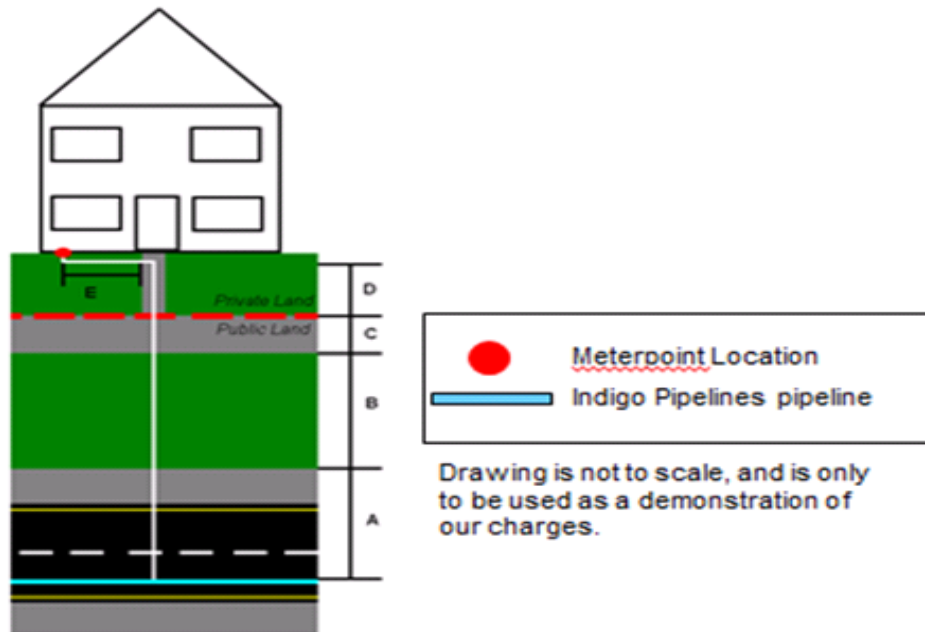 E
D
Private Land
Public Land
C
B
A
Meterpoint Location
Indigo Pipelines pipeline
Drawing is not to scale, and is only
to be used as a demonstration of
our charges.